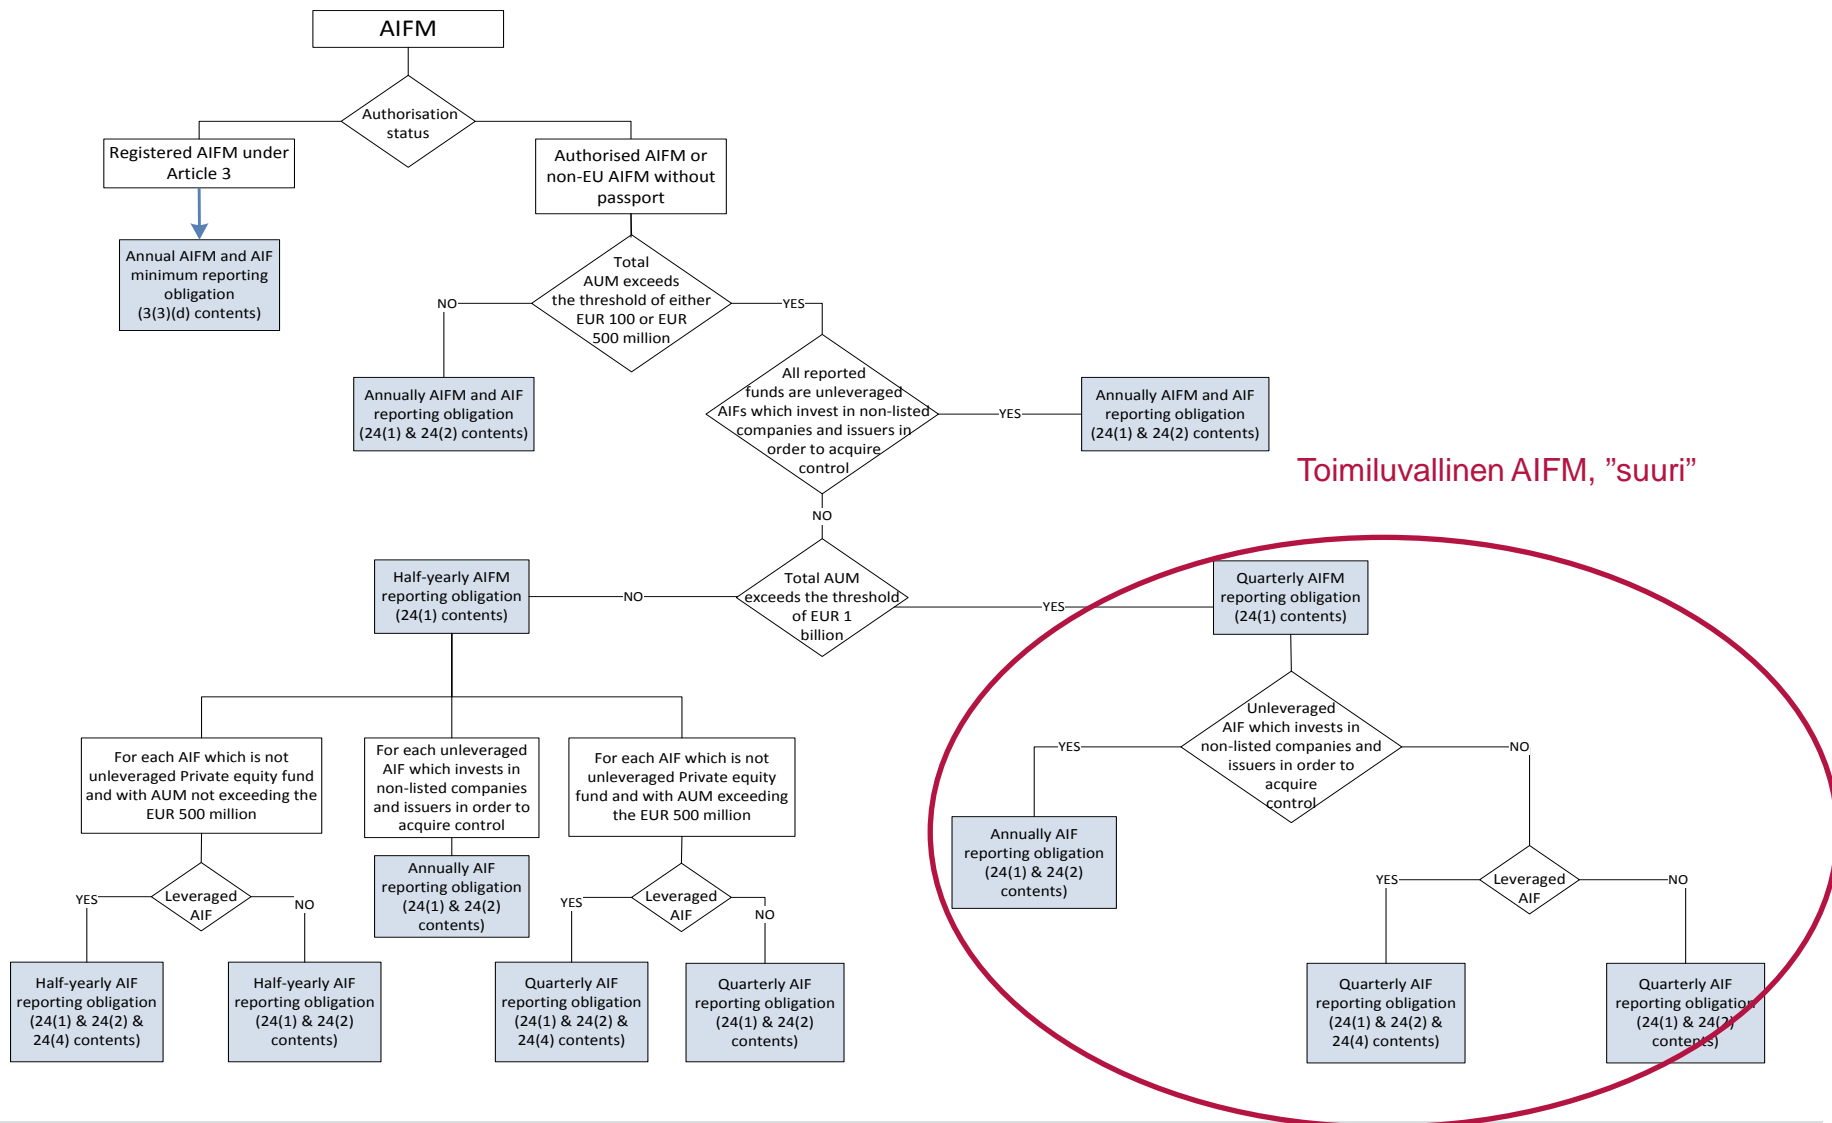 AIFM
Authorisation
status
Registered AIFM under
Article 3
Authorised AIFM or
non-EU AIFM without
passport
Annual AIFM and AIF
minimum reporting
obligation
(3(3)(d) contents)
Total
AUM exceeds
the threshold of either
EUR 100 or EUR
500 million
NO
YES
Annually AIFM and AIF
reporting obligation
(24(1) & 24(2) contents)
All reported
funds are unleveraged
AIFs which invest in non-listed
companies and issuers in
order to acquire
control
YES
Annually AIFM and AIF
reporting obligation
(24(1) & 24(2) contents)
Toimiluvallinen AIFM, ”suuri”
NO
Half-yearly AIFM
reporting obligation
(24(1) contents)
NO
Total AUM
exceeds the threshold
of EUR 1
billion
YES
Quarterly AIFM
reporting obligation
(24(1) contents)
For each AIF which is not
unleveraged Private equity fund
and with AUM not exceeding the
EUR 500 million
For each unleveraged
AIF which invests in
non-listed companies
and issuers in order to
acquire control
For each AIF which is not
unleveraged Private equity
fund and with AUM exceeding
the EUR 500 million
YES
Unleveraged
AIF which invests in
non-listed companies and
issuers in order to
acquire
control
NO
Annually AIF
reporting obligation
(24(1) & 24(2)
contents)
Annually AIF
reporting obligation
(24(1) & 24(2)
contents)
YES
Leveraged
AIF
NO
YES
Leveraged
AIF
NO
YES
Leveraged
AIF
NO
Half-yearly AIF
reporting obligation
(24(1) & 24(2) &
24(4) contents)
Half-yearly AIF
reporting obligation
(24(1) & 24(2)
contents)
Quarterly AIF
reporting obligation
(24(1) & 24(2) &
24(4) contents)
Quarterly AIF
reporting obligation
(24(1) & 24(2)
contents)
Quarterly AIF
reporting obligation
(24(1) & 24(2) &
24(4) contents)
Quarterly AIF
reporting obligation
(24(1) & 24(2)
contents)